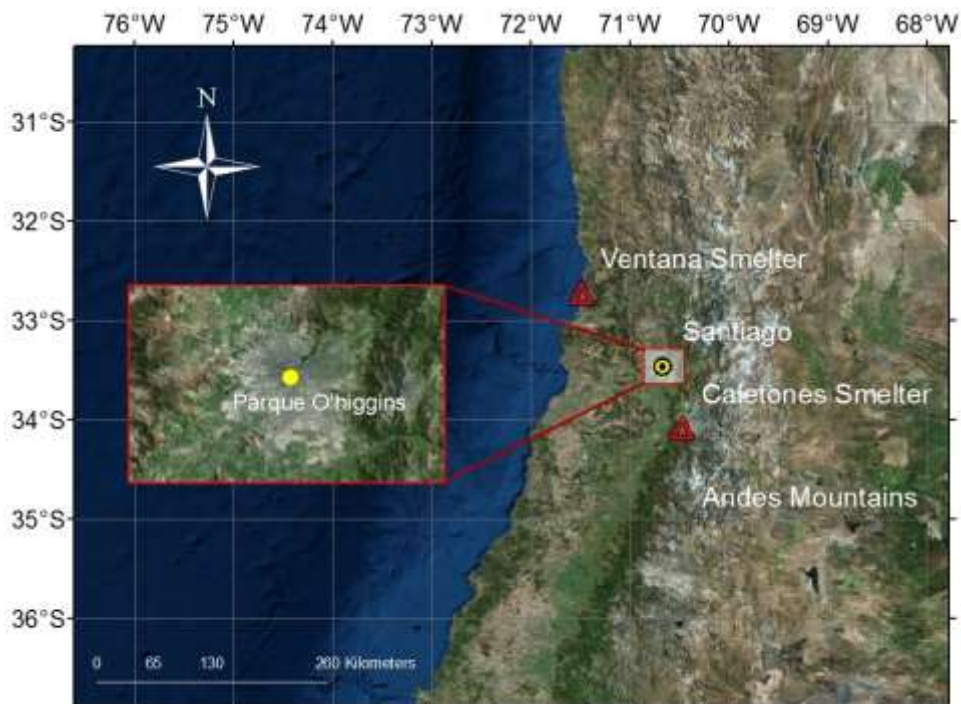 76°W 75°W 74°W 73°W 72°W 71°W 70°W 69°W 68°W
N
31°S
32°S
Ventana Smelter
33°S
Santiago
Parque O'higgins
Caletones Smelter
34°S
Andes Mountains
35°S
36°S
0 65 130 260 Kilometers